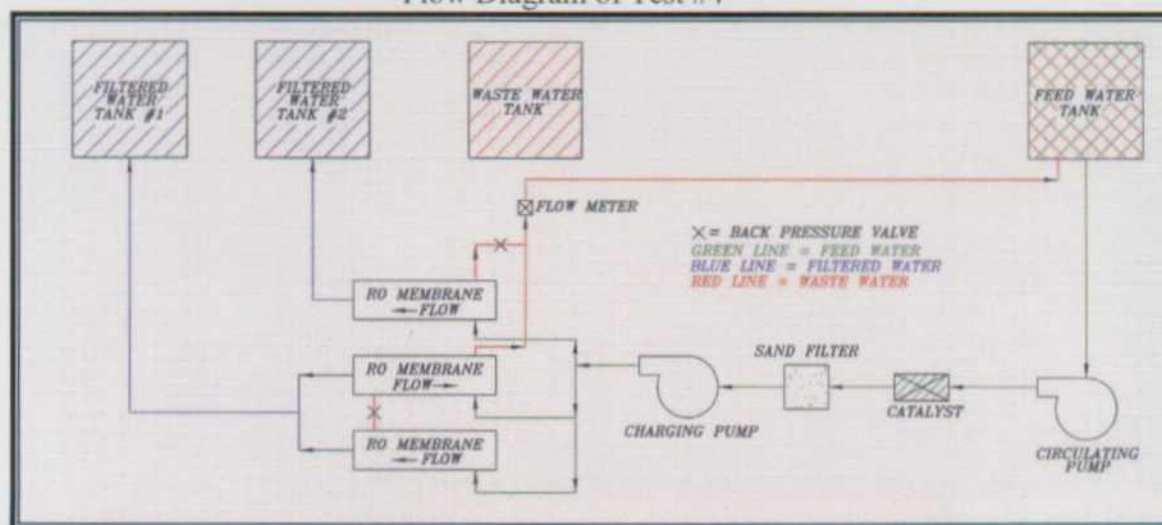 Flow Diagram of Test #4
FILTERED
WATER
TANK #1
FILTERED
WATER
TANK #2
WASTE WATER
TANK
FEED WATER
TANK
FLOW METER
X = BACK PRESSURE VALVE
GREEN LINE = FEED WATER
BLUE LINE = FILTERED WATER
RED LINE = WASTE WATER
RO MEMBRANE
←FLOW
RO MEMBRANE
FLOW→
RO MEMBRANE
←FLOW
SAND FILTER
CHARGING PUMP
CATALYST
CIRCULATING
PUMP